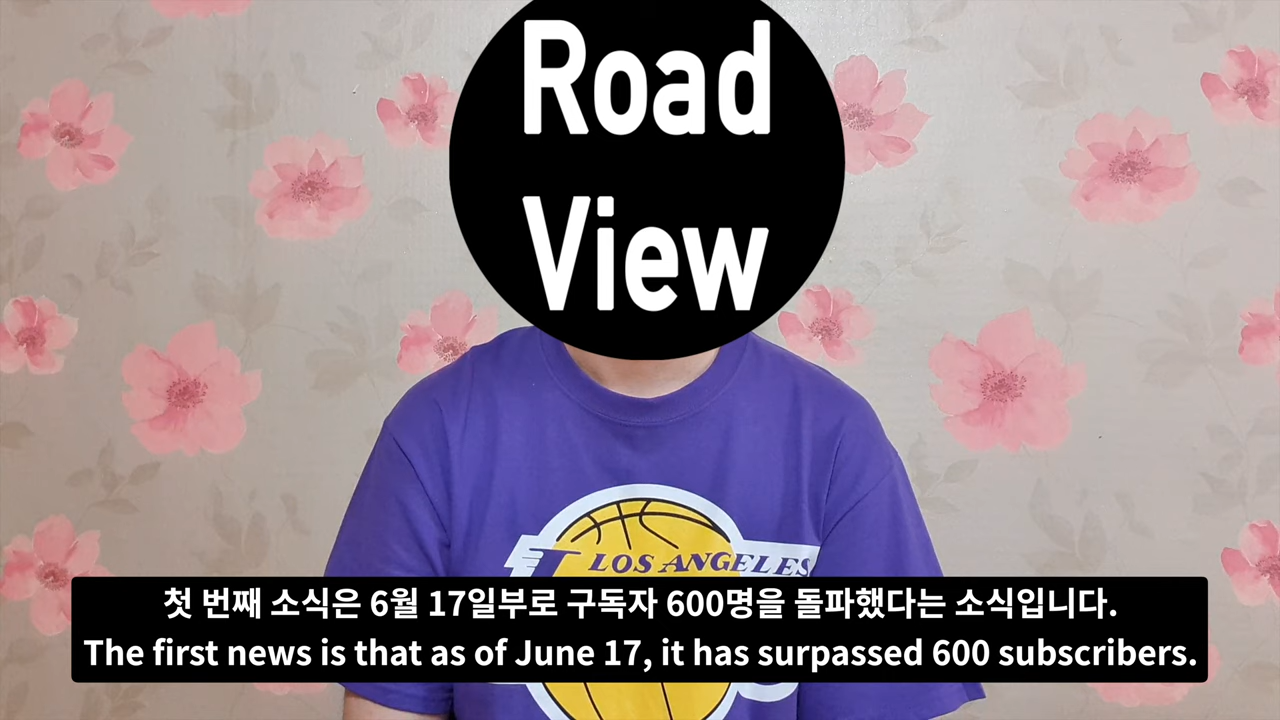 Road
View
LOS ANGELES
첫 번째 소식은 6월 17일부로 구독자 600명을 돌파했다는 소식입니다.
The first news is that as of June 17, it has surpassed 600 subscribers.